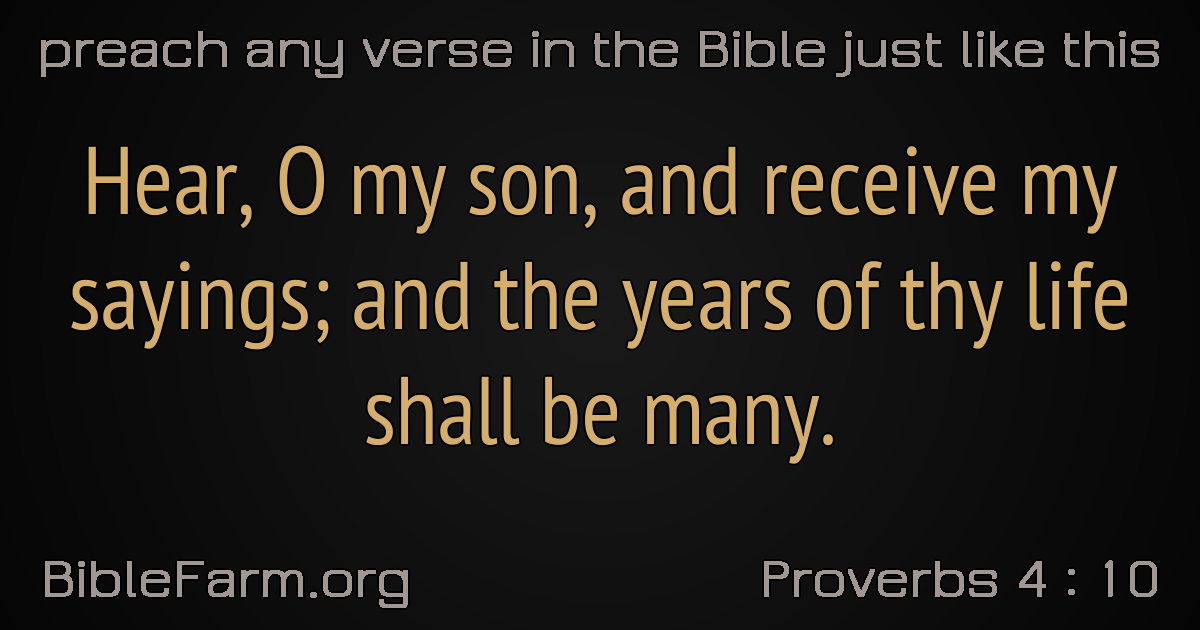 preach any verse in the Bible just like this
Hear, O my son, and receive my
sayings; and the years of thy life
shall be many.
BibleFarm.org
Proverbs 4 : 10